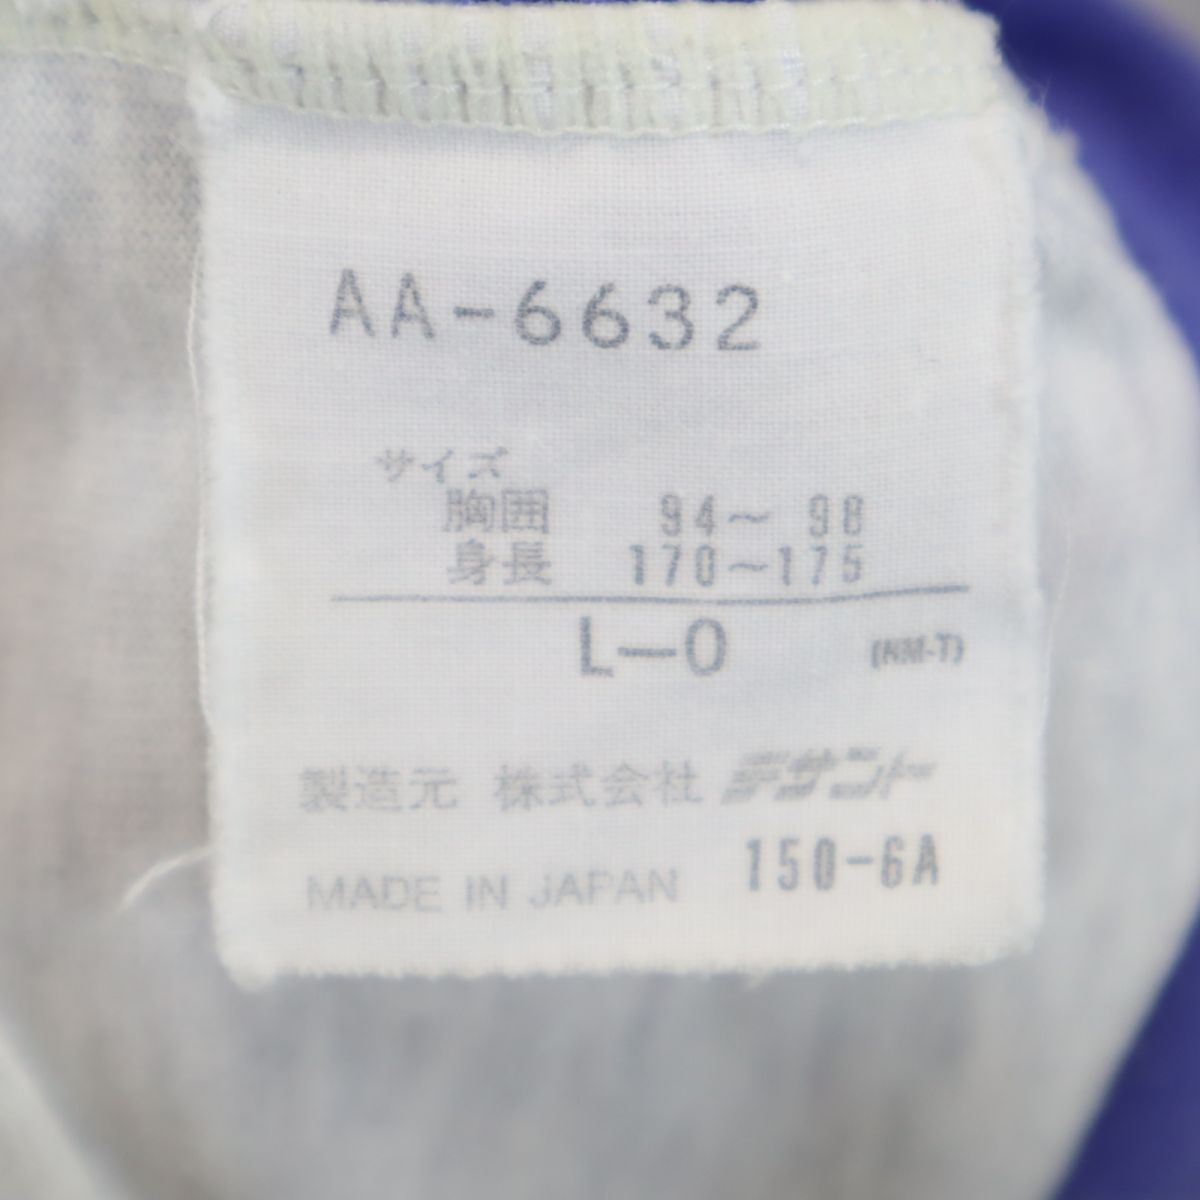 AA-6632
サイズ
胸囲 94～98
身長 170～175
L—O (NM-T)
製造元 株式会社 デサント
MADE IN JAPAN 150-6A